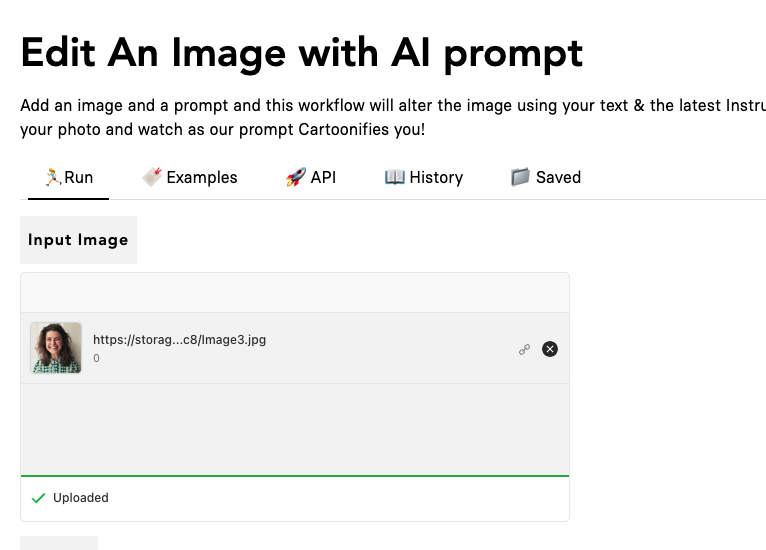 Edit An Image with AI prompt
Add an image and a prompt and this workflow will alter the image using your text & the latest Instru
your photo and watch as our prompt Cartoonifies you!
Run Examples API History Saved
Input Image
https://storag...c8/Image3.jpg
0
Uploaded